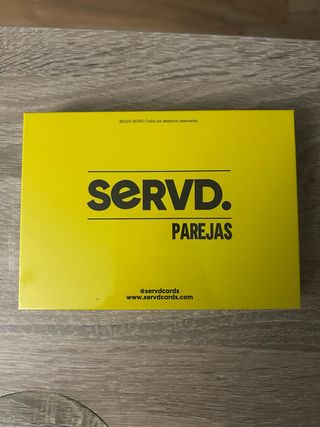 ©2024 SERVD Todos los derechos reservados
SERVD.
PAREJAS
@servdcards
www.servdcards.com